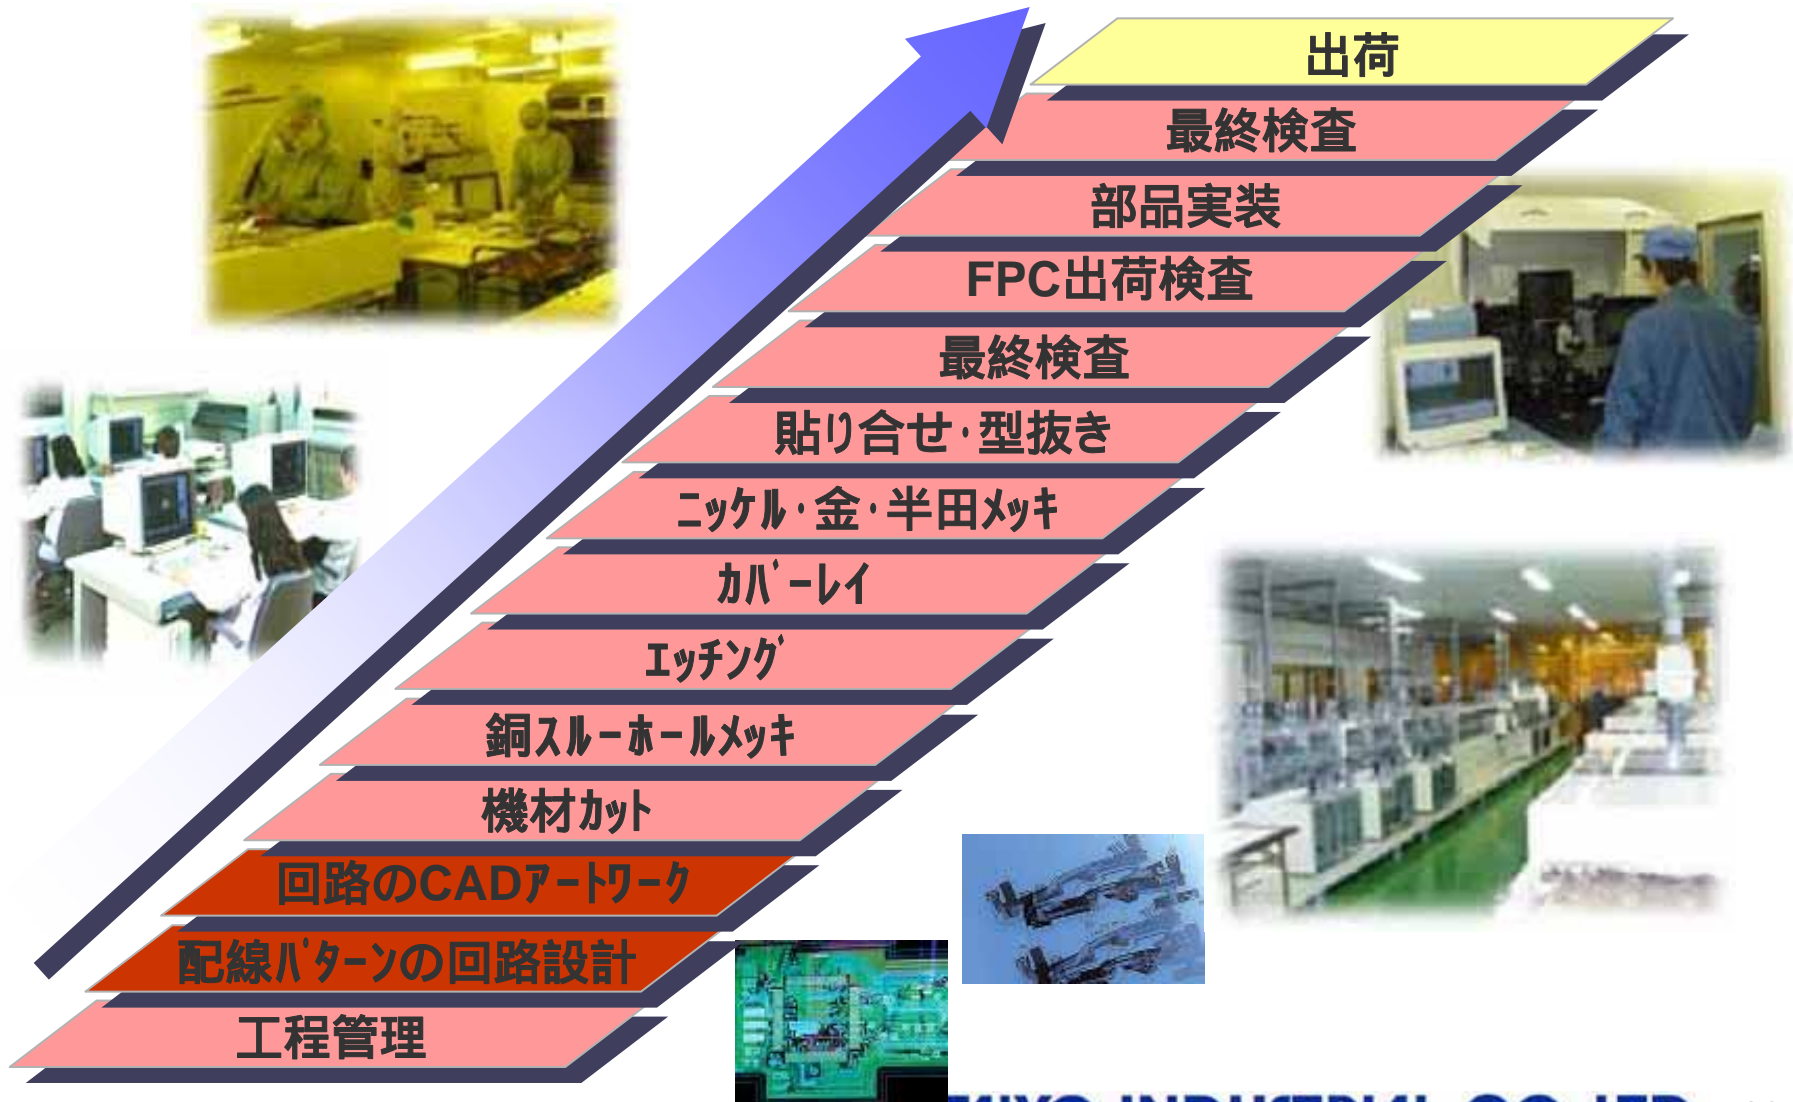 出荷
最終検査
部品実装
FPC出荷検査
最終検査
貼り合せ・型抜き
ﾆｯｹﾙ・金・半田ﾒｯｷ
ｶﾊﾞｰﾚｲ
ｴｯﾁﾝｸﾞ
銅ｽﾙｰﾎｰﾙﾒｯｷ
機材ｶｯﾄ
回路のCADｱｰﾄﾜｰｸ
配線ﾊﾟﾀｰﾝの回路設計
工程管理
INDUSTRIAL CO.,LTD.